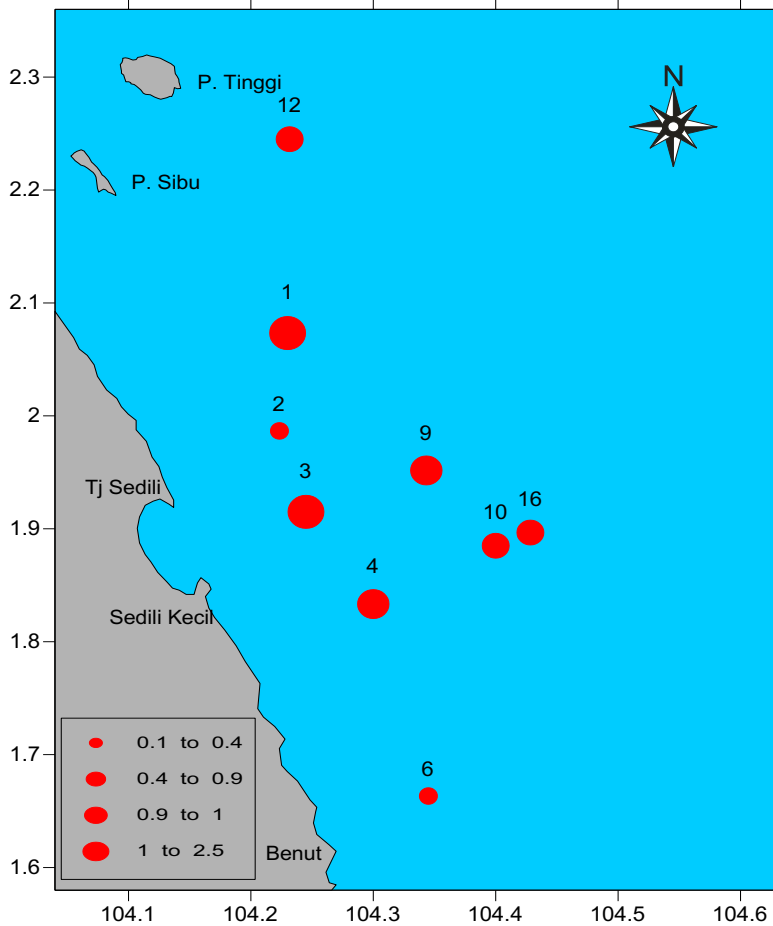 N
2.3
P. Tinggi
12
2.2
P. Sibu
2.1
1
2
2
9
3
Tj Sedili
10
16
1.9
4
Sedili Kecil
1.8
1.7
0.1 to 0.4
0.4 to 0.9
0.9 to 1
1 to 2.5
6
Benut
1.6
104.1 104.2 104.3 104.4 104.5 104.6